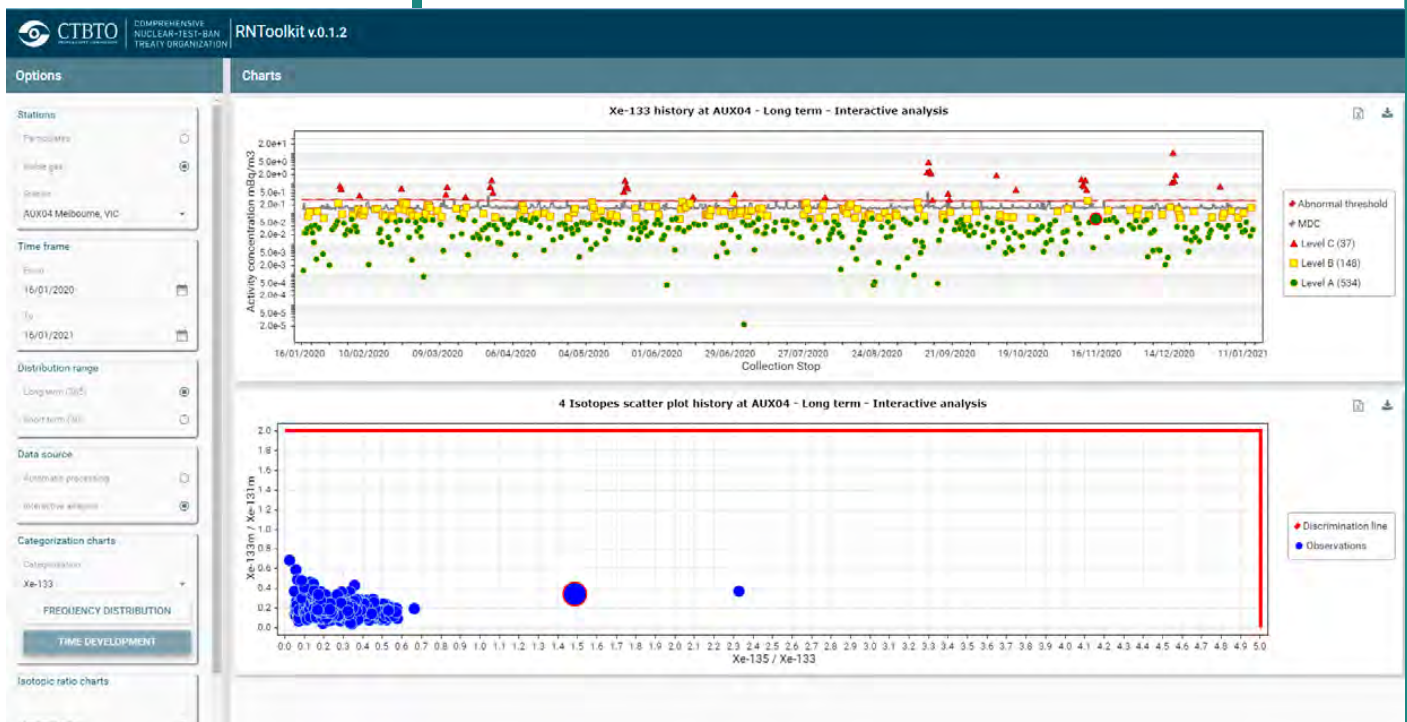 CTBTO
COMPREHENSIVE
NUCLEAR-TEST-BAN
TREATY ORGANIZATION
RNToolkit v.0.1.2
Options
Charts
Stations
Particulates
Noble gas
Station
AUX04 Melbourne, VIC
Time frame
From
16/01/2020
To
16/01/2021
Distribution range
Data source
Automatic processing
Interactive analysis
Categorization charts
Categorization
Xe-133
FREQUENCY DISTRIBUTION
TIME DEVELOPMENT
Isotopic ratio charts
Xe-133 history at AUX04 - Long term - Interactive analysis
Activity concentration mBq/m3
2.0e+1
5.0e+0
2.0e+0
5.0e-1
2.0e-1
5.0e-2
2.0e-2
5.0e-3
2.0e-3
5.0e-4
2.0e-4
5.0e-5
2.0e-5
16/01/2020 10/02/2020 09/03/2020 06/04/2020 04/05/2020 01/06/2020 29/06/2020 27/07/2020 24/08/2020 21/09/2020 19/10/2020 16/11/2020 14/12/2020 11/01/2021
Collection Stop
Abnormal threshold
MDC
Level C (37)
Level B (148)
Level A (534)
4 Isotopes scatter plot history at AUX04 - Long term - Interactive analysis
Xe-133m / Xe-131m
2.0
1.8
1.6
1.4
1.2
1.0
0.8
0.6
0.4
0.2
0.0
0.0 0.1 0.2 0.3 0.4 0.5 0.6 0.7 0.8 0.9 1.0 1.1 1.2 1.3 1.4 1.5 1.6 1.7 1.8 1.9 2.0 2.1 2.2 2.3 2.4 2.5 2.6 2.7 2.8 2.9 3.0 3.1 3.2 3.3 3.4 3.5 3.6 3.7 3.8 3.9 4.0 4.1 4.2 4.3 4.4 4.5 4.6 4.7 4.8 4.9 5.0
Xe-135 / Xe-133
Discrimination line
Observations